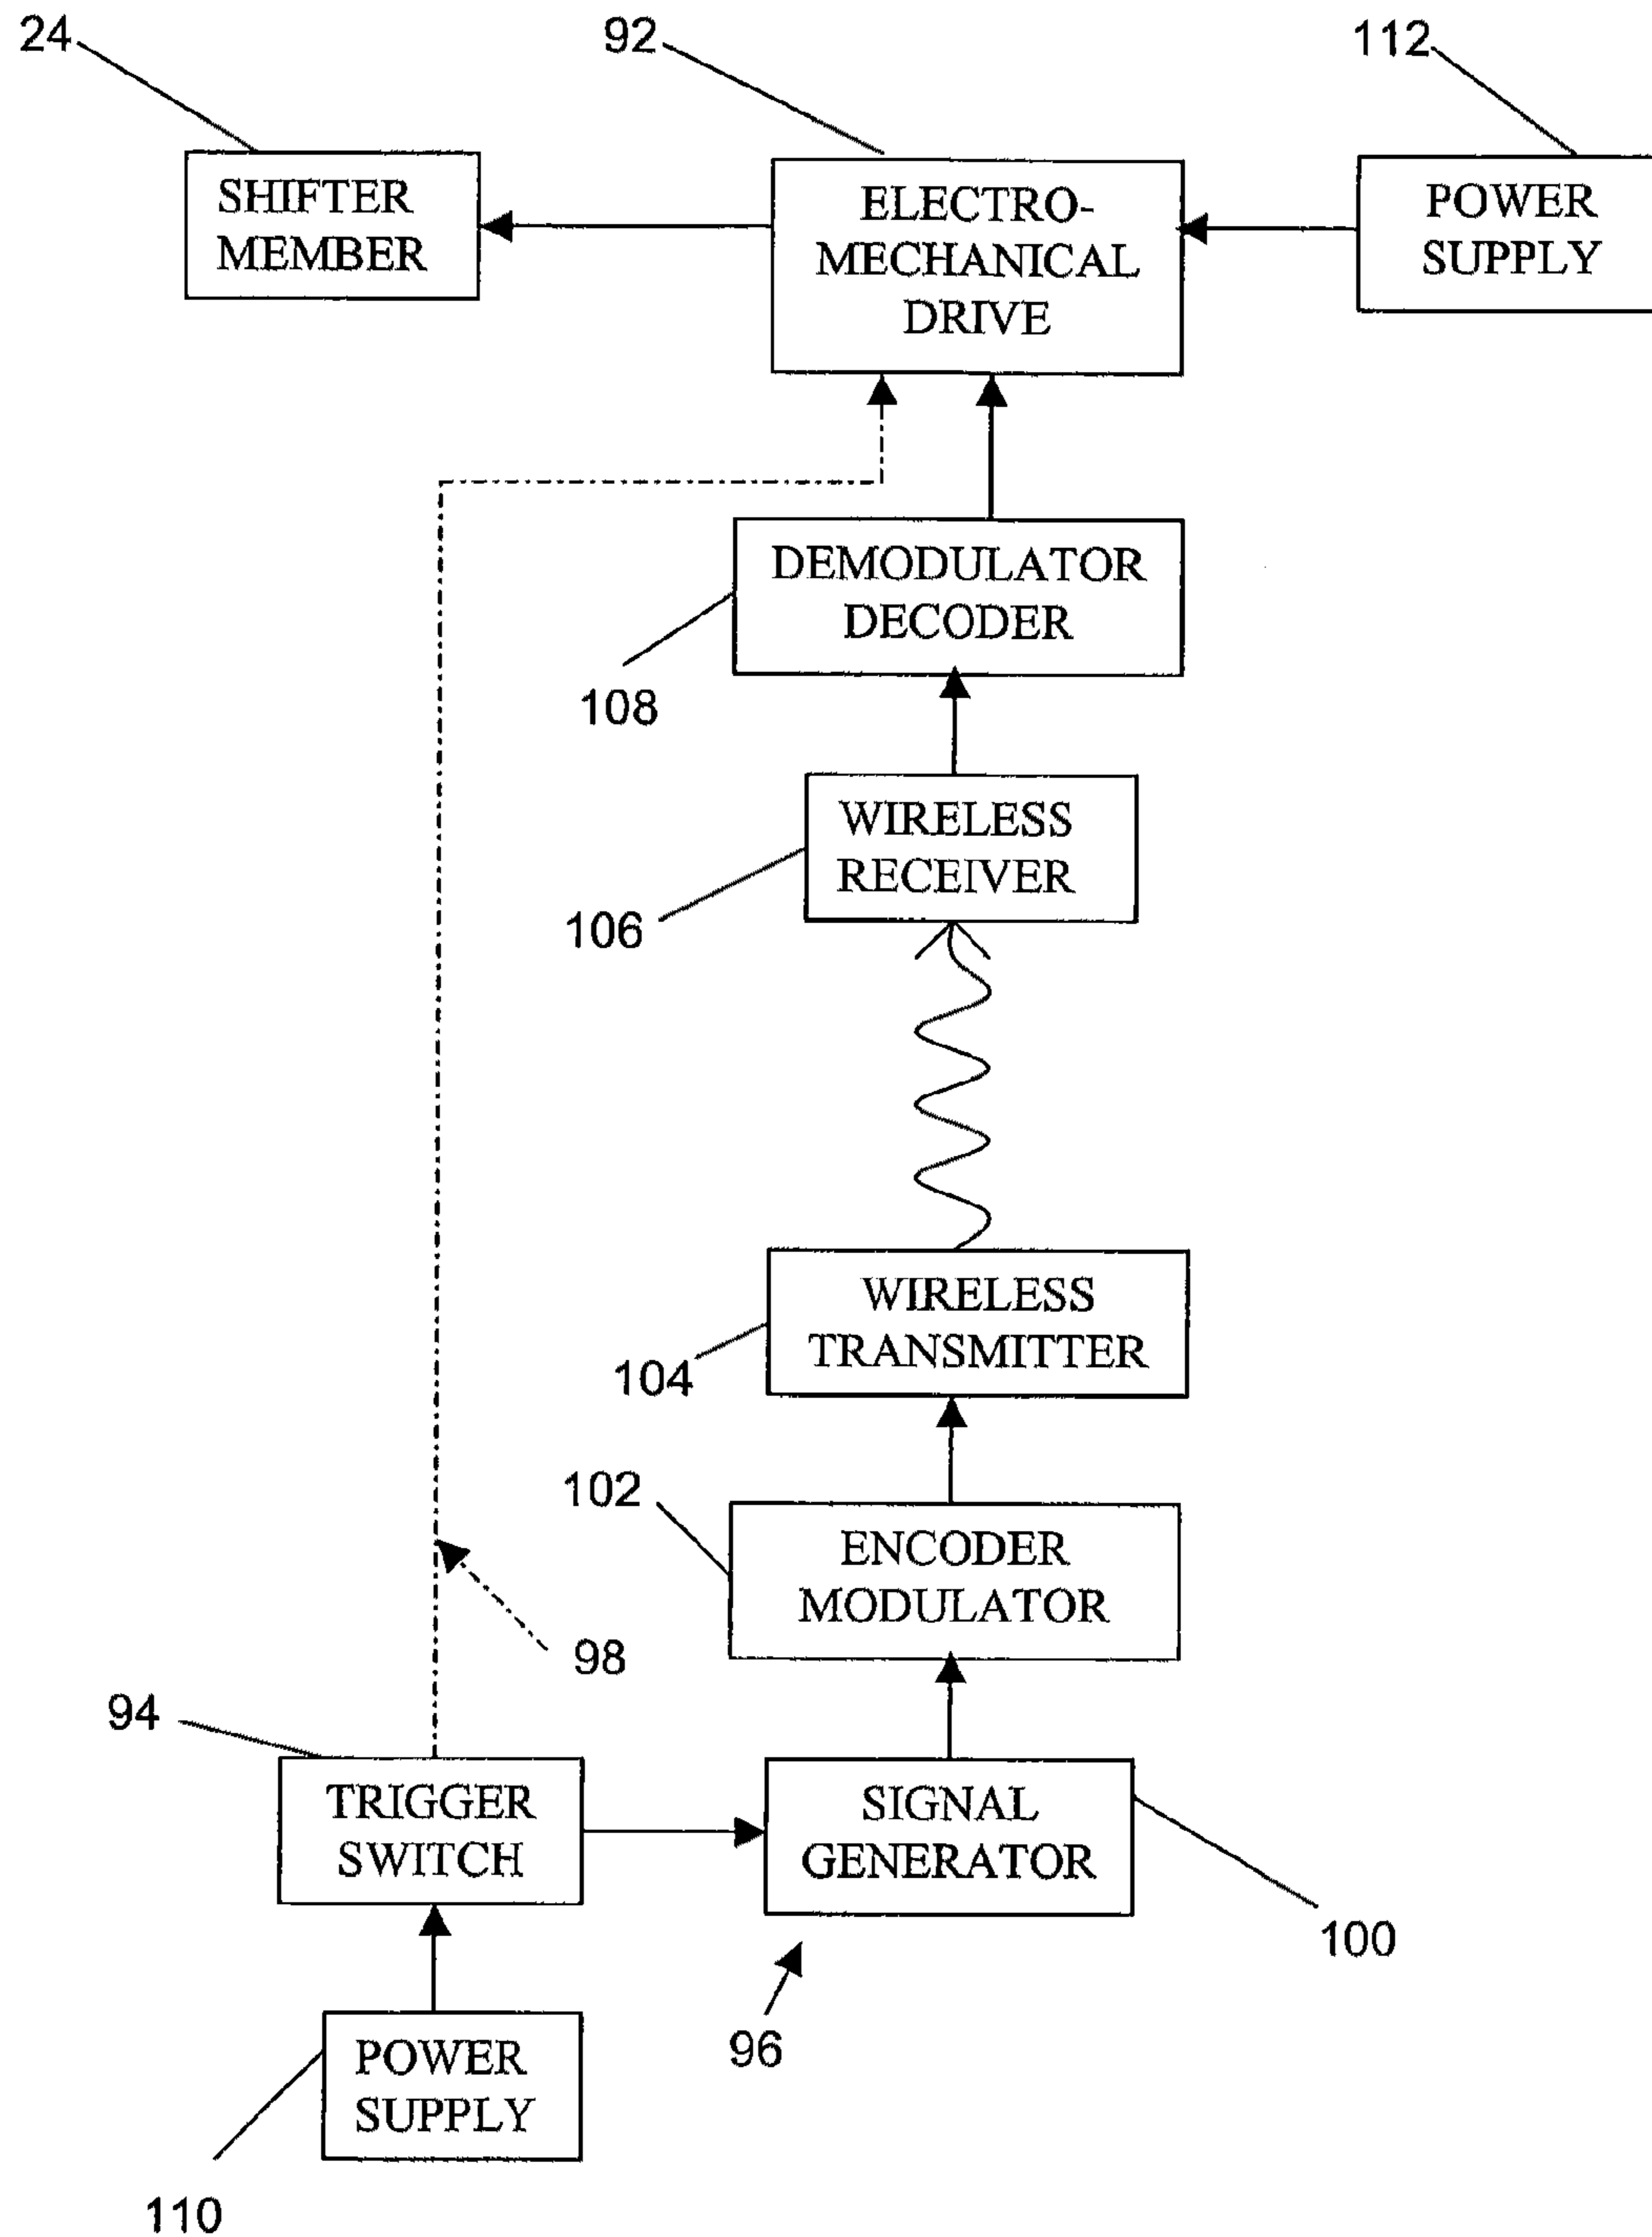 24
92
112
SHIFTER
MEMBER
ELECTRO-
MECHANICAL
DRIVE
POWER
SUPPLY
DEMODULATOR
DECODER
108
WIRELESS
RECEIVER
106
WIRELESS
TRANSMITTER
104
102
ENCODER
MODULATOR
98
94
TRIGGER
SWITCH
SIGNAL
GENERATOR
100
96
POWER
SUPPLY
110